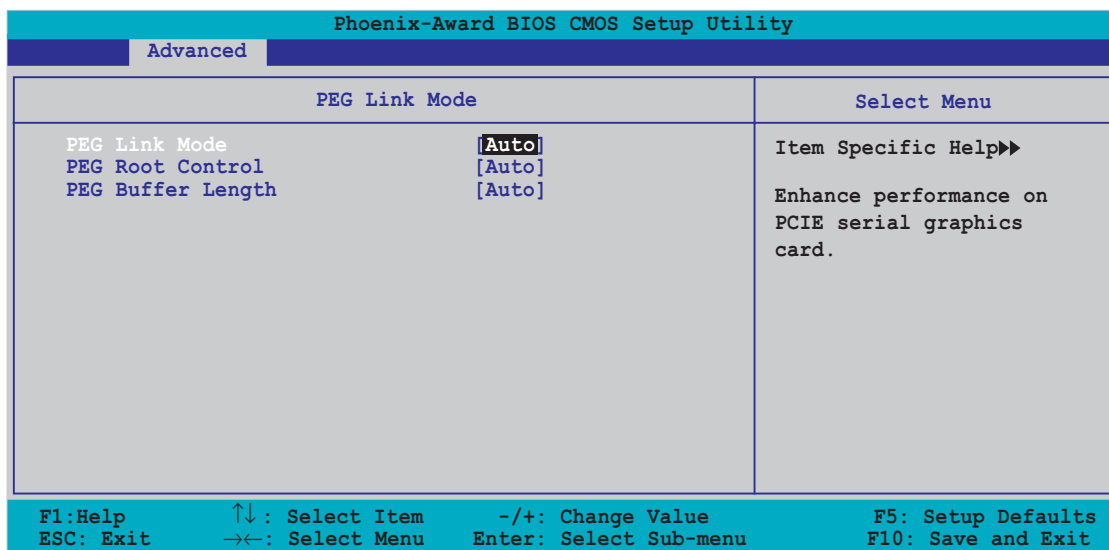 Phoenix-Award BIOS CMOS Setup Utility
Advanced
PEG Link Mode
Select Menu
PEG Link Mode [Auto]
PEG Root Control [Auto]
PEG Buffer Length [Auto]
Item Specific Help▶▶
Enhance performance on
PCIE serial graphics
card.
F1:Help ↑↓: Select Item -/+: Change Value F5: Setup Defaults
ESC: Exit →←: Select Menu Enter: Select Sub-menu F10: Save and Exit